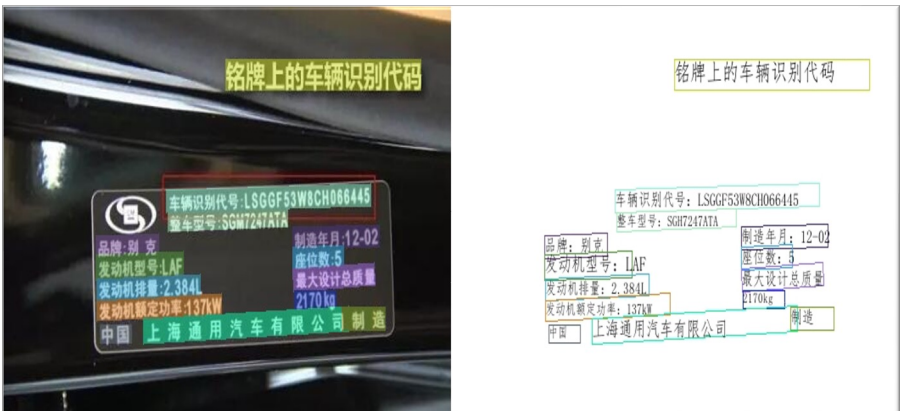 铭牌上的车辆识别代码
车辆识别代号:LSGGF53W8CH066445
整车型号:SGM7247ATA
品牌:别 克
制造年月:12-02
发动机型号:LAF
座位数:5
发动机排量:2.384L
最大设计总质量
发动机额定功率:137kW
2170kg
中国 上海通用汽车有限公司 制造
铭牌上的车辆识别代码
车辆识别代号: LSGGF53W8CH066445
整车型号: SGH7247ATA
品牌: 别克
制造年月: 12-02
发动机型号: LAF
座位数: 5
发动机排量: 2.384L
最大设计总质量
发动机额定功率: 137kW
2170kg
中国 上海通用汽车有限公司 制造